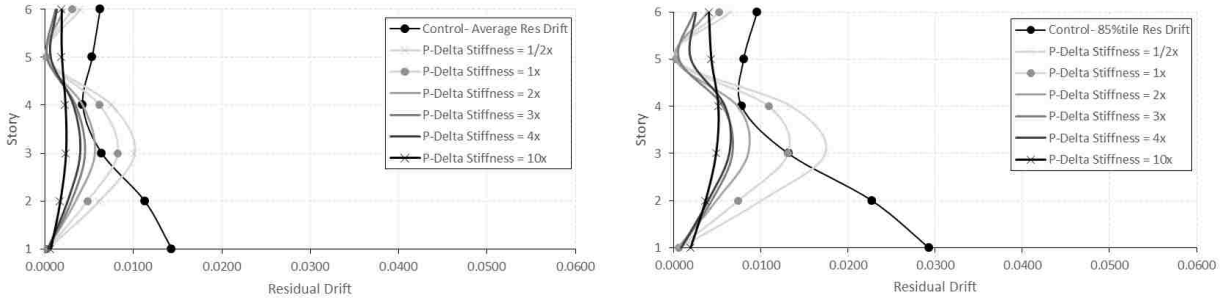 6
5
4
3
2
1
Story
0.0000
0.0100
0.0200
0.0300
0.0400
0.0500
0.0600
Residual Drift
Control- Average Res Drift
P-Delta Stiffness = 1/2x
P-Delta Stiffness = 1x
P-Delta Stiffness = 2x
P-Delta Stiffness = 3x
P-Delta Stiffness = 4x
P-Delta Stiffness = 10x
6
5
4
3
2
1
Story
0.0000
0.0100
0.0200
0.0300
0.0400
0.0500
0.0600
Residual Drift
Control- 85%tile Res Drift
P-Delta Stiffness = 1/2x
P-Delta Stiffness = 1x
P-Delta Stiffness = 2x
P-Delta Stiffness = 3x
P-Delta Stiffness = 4x
P-Delta Stiffness = 10x